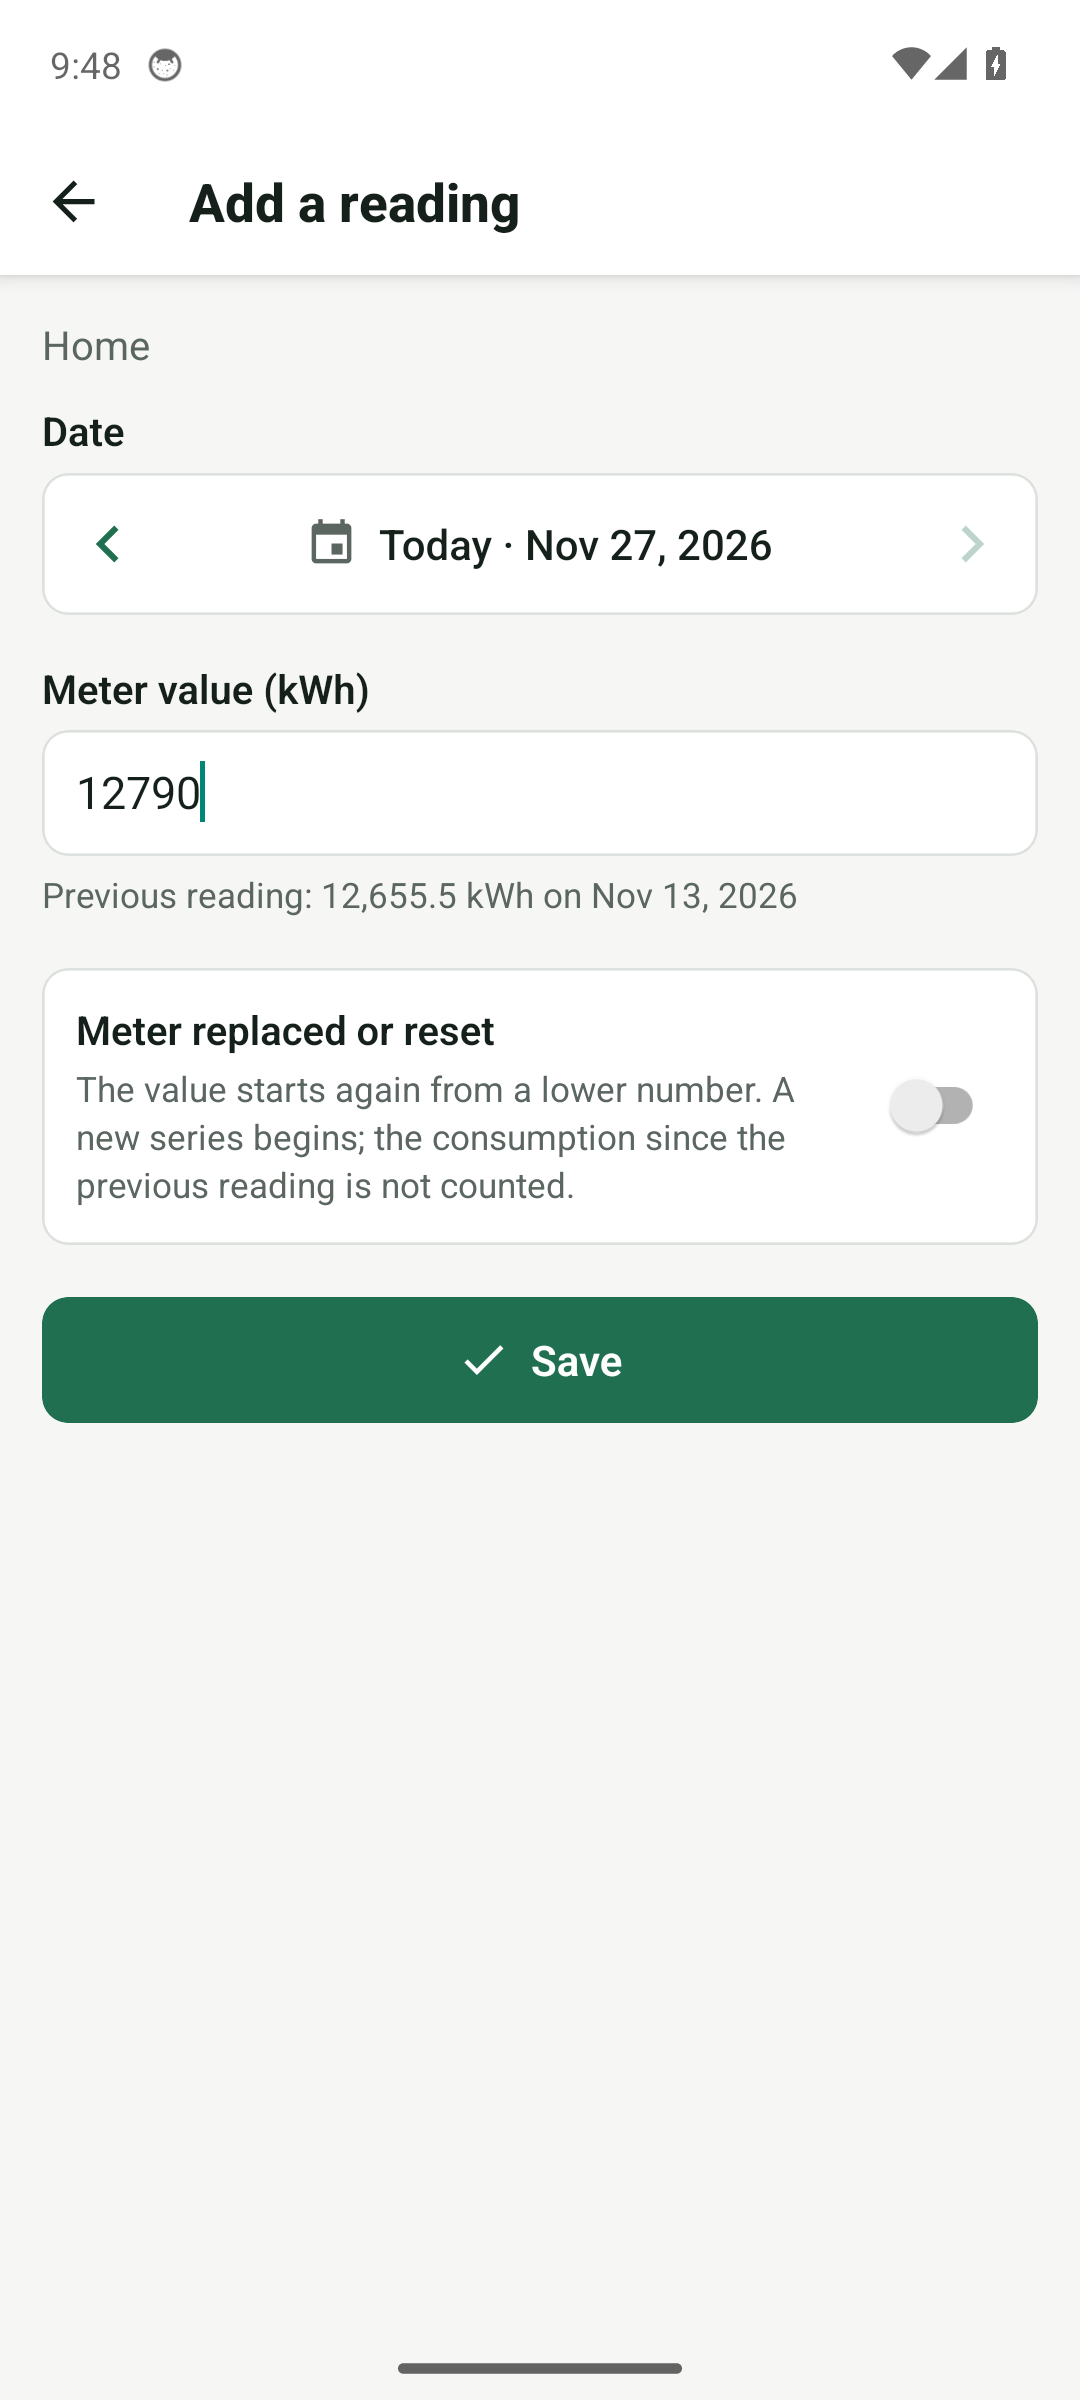 9:48
Add a reading
Home
Date
Today · Nov 27, 2026
Meter value (kWh)
12790
Previous reading: 12,655.5 kWh on Nov 13, 2026
Meter replaced or reset
The value starts again from a lower number. A
new series begins; the consumption since the
previous reading is not counted.
Save